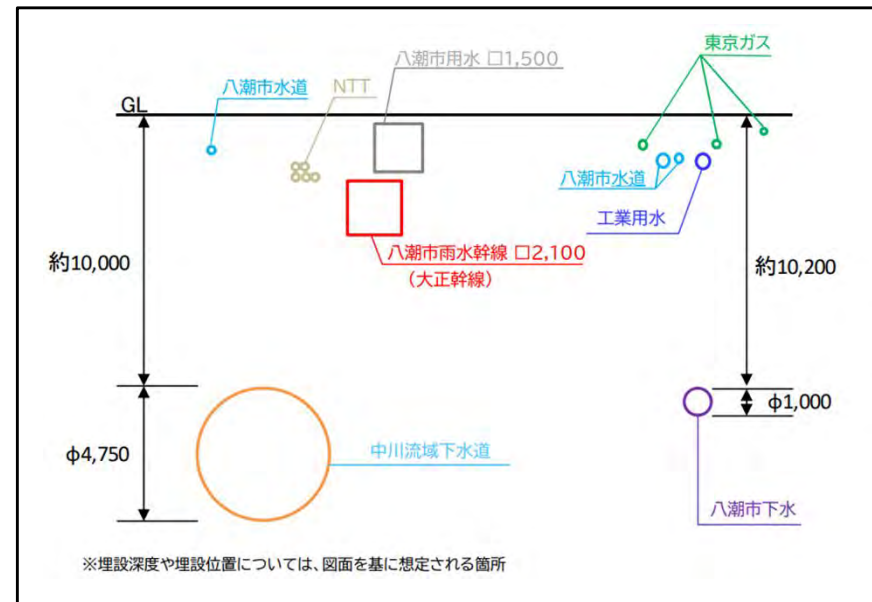 東京ガス
八潮市用水 □1,500
八潮市水道
NTT
GL
八潮市水道
工業用水
八潮市雨水幹線 □2,100
（大正幹線）
約10,000
約10,200
φ1,000
φ4,750
中川流域下水道
八潮市下水
※埋設深度や埋設位置については、図面を基に想定される箇所